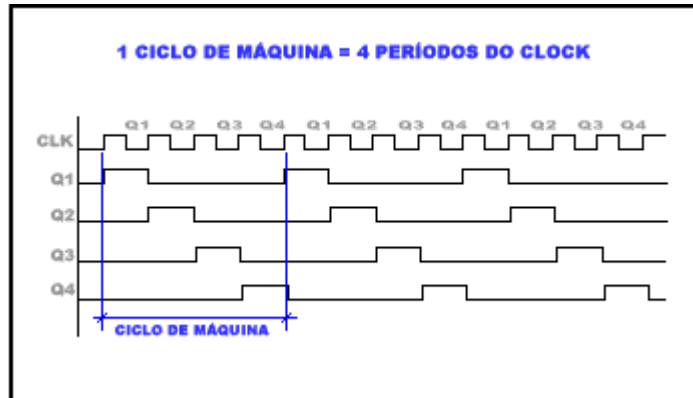 1 CICLO DE MÁQUINA = 4 PERÍODOS DO CLOCK
Q1 Q2 Q3 Q4 Q1 Q2 Q3 Q4 Q1 Q2 Q3 Q4
CLK
Q1
Q2
Q3
Q4
CICLO DE MÁQUINA